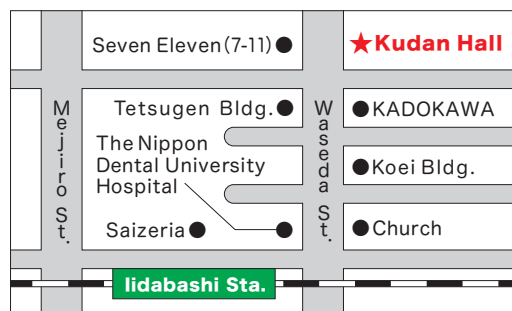 Seven Eleven (7-11)
★Kudan Hall
Mejiro St.
Tetsugen Bldg.
Waseda St.
KADOKAWA
The Nippon
Dental University
Hospital
Koei Bldg.
Saizeria
Church
Iidabashi Sta.